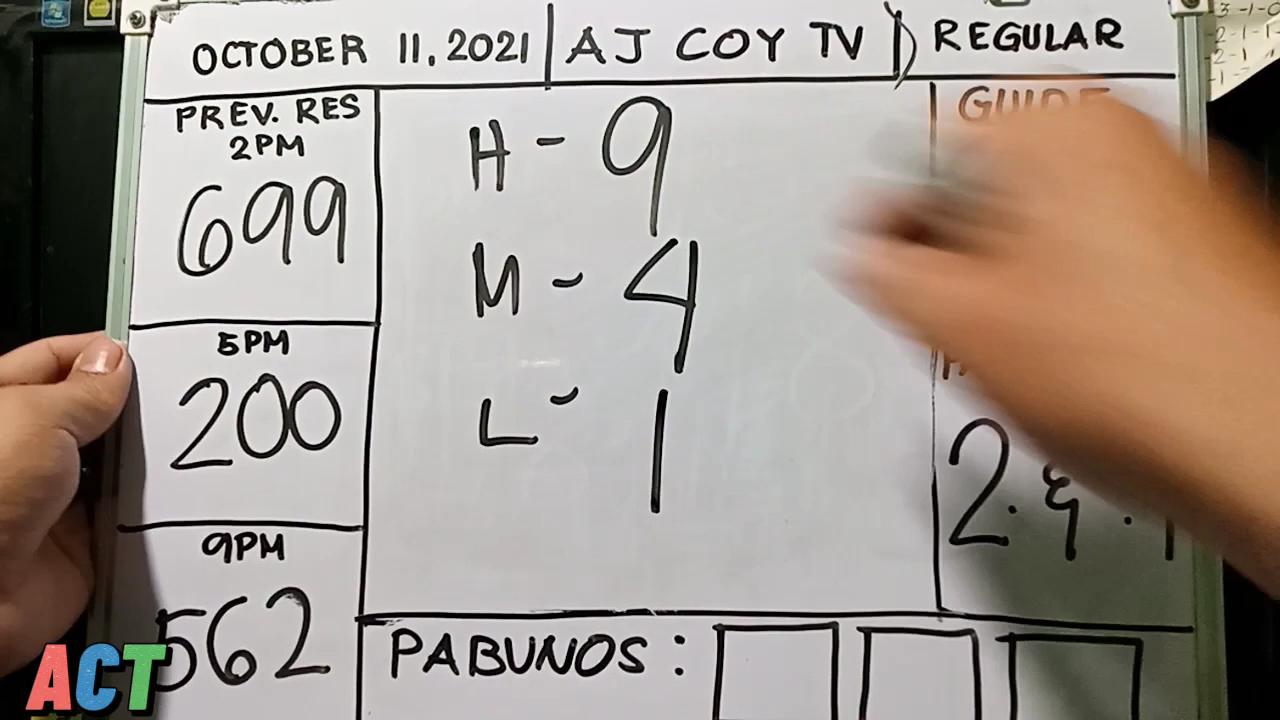 OCTOBER 11, 2021 | AJ COY TV | REGULAR
PREV. RES
2PM
699
5PM
200
9PM
562
H - 9
M - 4
L - 1
GUIDE
PABUNOS :
ACT